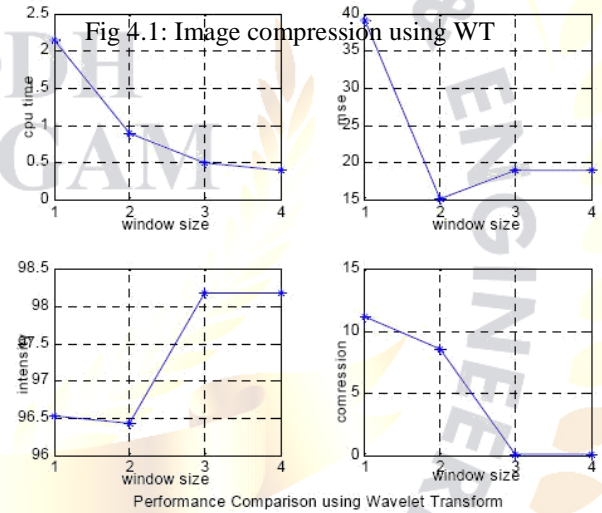 Fig 4.1: Image compression using WT
2.5
2
1.5
1
0.5
0
cpu time
1 2 3 4
window size
40
35
30
25
20
15
mse
1 2 3 4
window size
98.5
98
97.5
97
96.5
96
intensity
1 2 3 4
window size
15
10
5
0
comression
1 2 3 4
window size
Performance Comparison using Wavelet Transform
DH
GAM
& ENGINEER